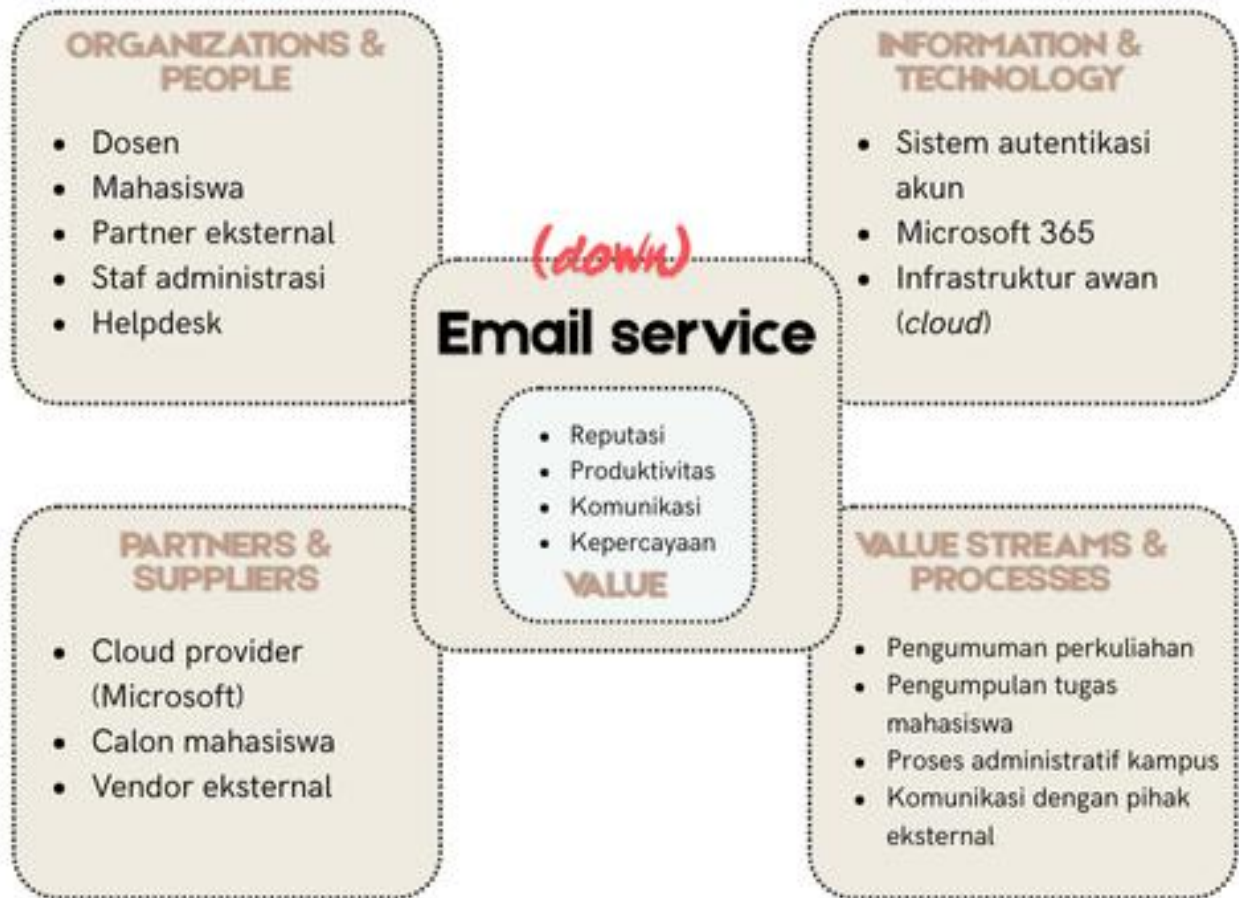 ORGANIZATIONS &
PEOPLE
• Dosen
• Mahasiswa
• Partner eksternal
• Staf administrasi
• Helpdesk
INFORMATION &
TECHNOLOGY
• Sistem autentikasi
akun
• Microsoft 365
• Infrastruktur awan
(cloud)
(down)
Email service
• Reputasi
• Produktivitas
• Komunikasi
• Kepercayaan
VALUE
PARTNERS &
SUPPLIERS
• Cloud provider
(Microsoft)
• Calon mahasiswa
• Vendor eksternal
VALUE STREAMS &
PROCESSES
• Pengumuman perkuliahan
• Pengumpulan tugas
mahasiswa
• Proses administratif kampus
• Komunikasi dengan pihak
eksternal